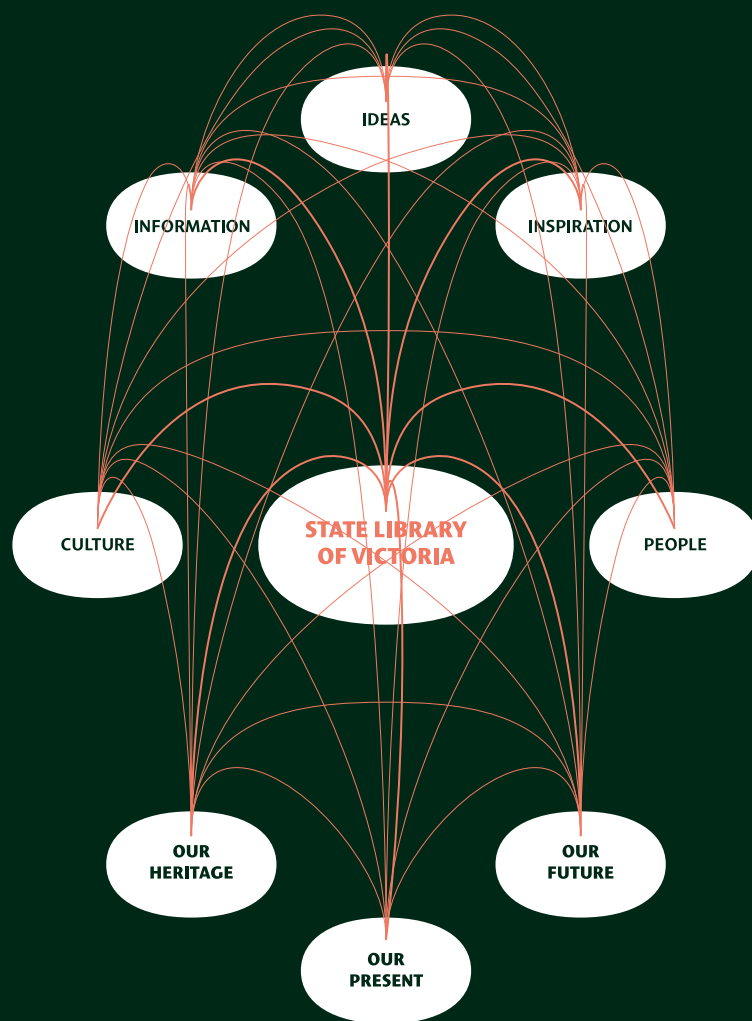 IDEAS
INFORMATION
INSPIRATION
CULTURE
STATE LIBRARY
OF VICTORIA
PEOPLE
OUR
HERITAGE
OUR
FUTURE
OUR
PRESENT